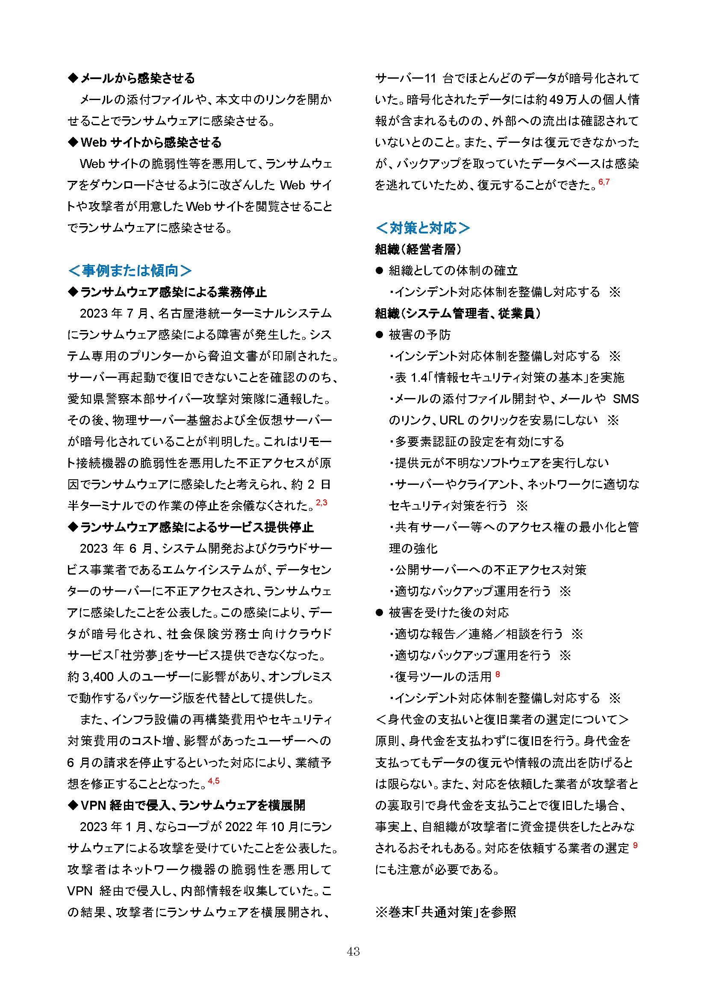 ◆メールから感染させる
メールの添付ファイルや、本文中のリンクを開か
せることでランサムウェアに感染させる。
◆Web サイトから感染させる
Web サイトの脆弱性等を悪用して、ランサムウェ
アをダウンロードさせるように改ざんした Web サイ
トや攻撃者が用意した Web サイトを閲覧させること
でランサムウェアに感染させる。
＜事例または傾向＞
◆ランサムウェア感染による業務停止
2023 年 7 月、名古屋港統一ターミナルシステム
にランサムウェア感染による障害が発生した。シス
テム専用のプリンターから脅迫文書が印刷された。
サーバー再起動で復旧できないことを確認ののち、
愛知県警察本部サイバー攻撃対策隊に通報した。
その後、物理サーバー基盤および全仮想サーバー
が暗号化されていることが判明した。これはリモー
ト接続機器の脆弱性を悪用した不正アクセスが原
因でランサムウェアに感染したと考えられ、約 2 日
半ターミナルでの作業の停止を余儀なくされた。2,3
◆ランサムウェア感染によるサービス提供停止
2023 年 6 月、システム開発およびクラウドサー
ビス事業者であるエムケイシステムが、データセン
ターのサーバーに不正アクセスされ、ランサムウェ
アに感染したことを公表した。この感染により、デー
タが暗号化され、社会保険労務士向けクラウド
サービス「社労夢」をサービス提供できなくなった。
約 3,400 人のユーザーに影響があり、オンプレミス
で動作するパッケージ版を代替として提供した。
また、インフラ設備の再構築費用やセキュリティ
対策費用のコスト増、影響があったユーザーへの
6 月の請求を停止するといった対応により、業績予
想を修正することとなった。4,5
◆VPN 経由で侵入、ランサムウェアを横展開
2023 年 1 月、ならコープが 2022 年 10 月にラン
サムウェアによる攻撃を受けていたことを公表した。
攻撃者はネットワーク機器の脆弱性を悪用して
VPN 経由で侵入し、内部情報を収集していた。こ
の結果、攻撃者にランサムウェアを横展開され、
サーバー11 台でほとんどのデータが暗号化されて
いた。暗号化されたデータには約 49 万人の個人情
報が含まれるものの、外部への流出は確認されて
いないとのこと。また、データは復元できなかった
が、バックアップを取っていたデータベースは感染
を逃れていたため、復元することができた。6,7
＜対策と対応＞
組織（経営者層）
● 組織としての体制の確立
・インシデント対応体制を整備し対応する ※
組織（システム管理者、従業員）
● 被害の予防
・インシデント対応体制を整備し対応する ※
・表 1.4「情報セキュリティ対策の基本」を実施
・メールの添付ファイル開封や、メールや SMS
のリンク、URL のクリックを安易にしない ※
・多要素認証の設定を有効にする
・提供元が不明なソフトウェアを実行しない
・サーバーやクライアント、ネットワークに適切な
セキュリティ対策を行う ※
・共有サーバー等へのアクセス権の最小化と管
理の強化
・公開サーバーへの不正アクセス対策
・適切なバックアップ運用を行う ※
● 被害を受けた後の対応
・適切な報告／連絡／相談を行う ※
・適切なバックアップ運用を行う ※
・復号ツールの活用 8
・インシデント対応体制を整備し対応する ※
＜身代金の支払いと復旧業者の選定について＞
原則、身代金を支払わずに復旧を行う。身代金を
支払ってもデータの復元や情報の流出を防げると
は限らない。また、対応を依頼した業者が攻撃者と
の裏取引で身代金を支払うことで復旧した場合、
事実上、自組織が攻撃者に資金提供をしたとみな
されるおそれもある。対応を依頼する業者の選定 9
にも注意が必要である。
※巻末「共通対策」を参照
43